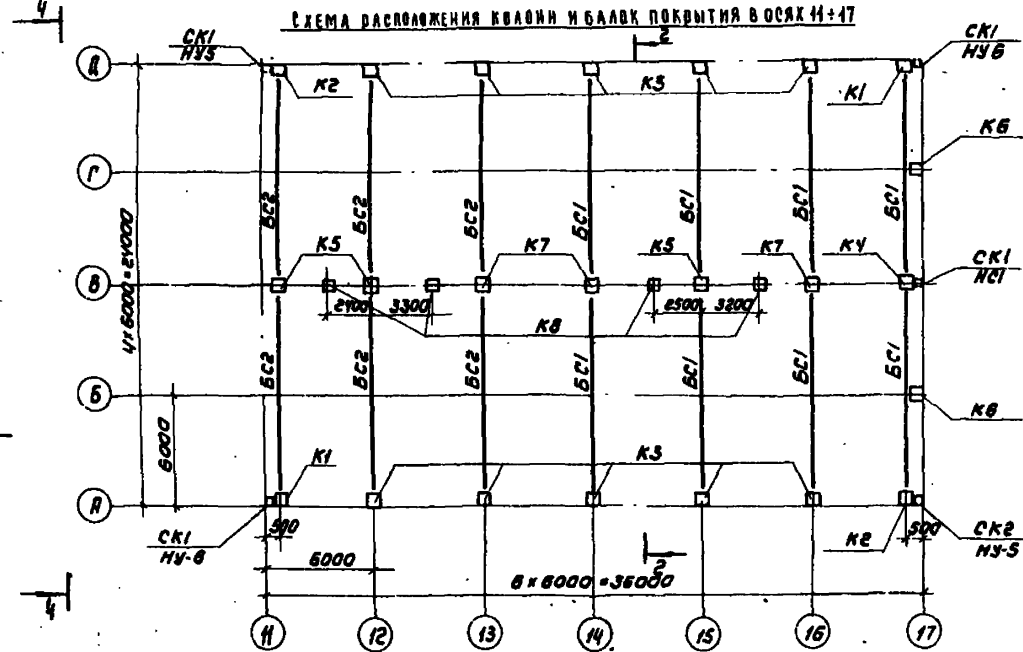 СХЕМА РАСПОЛОЖЕНИЯ КОЛОНН И БАЛОК ПОКРЫТИЯ В ОСЯХ 11÷17
4
2
СК1
НУ5
СК1
НУ6
Д
К2
К3
К1
К6
Г
БС2
БС2
БС2
БС1
БС1
БС1
БС1
4×6000=24000
К5
К7
К5
К7
К4
СК1
НС1
В
2400
3300
2500
3200
К8
БС2
БС2
БС2
БС1
БС1
БС1
БС1
Б
К6
6000
К1
К3
А
500
СК1
НУ-6
К2
500
СК2
НУ-5
6000
2
6×6000=36000
4
11
12
13
14
15
16
17